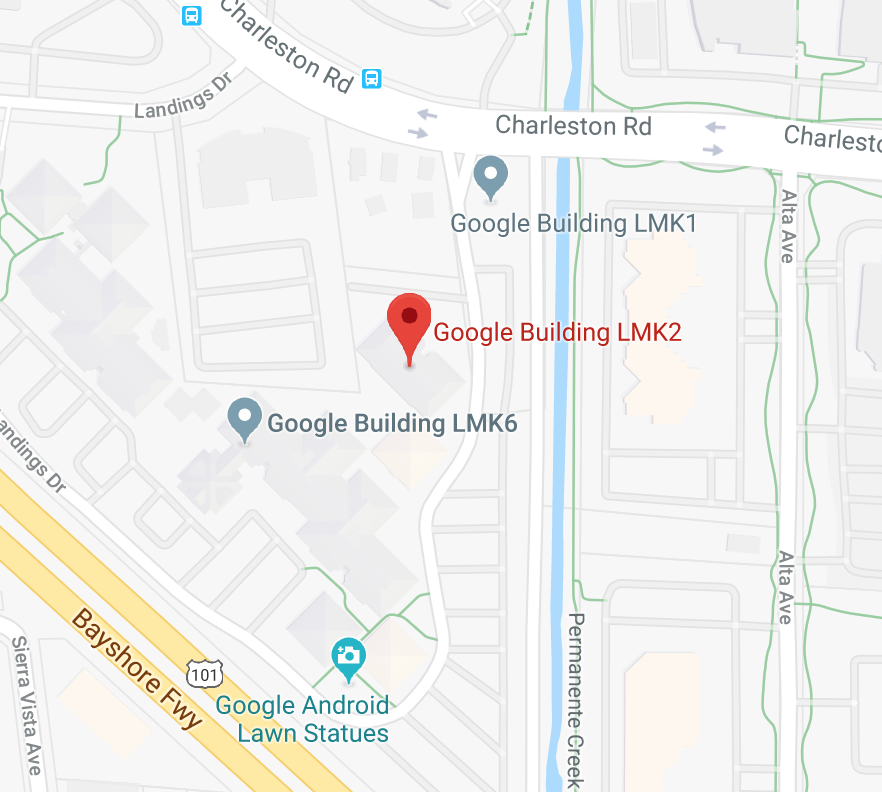 Charleston Rd
Landings Dr
Charleston Rd
Charlesto
Google Building LMK1
Alta Ave
Google Building LMK2
Google Building LMK6
andings Dr
Alta Ave
Bayshore Fwy
101
Sierra Vista Ave
Permanente Creek
Google Android
Lawn Statues